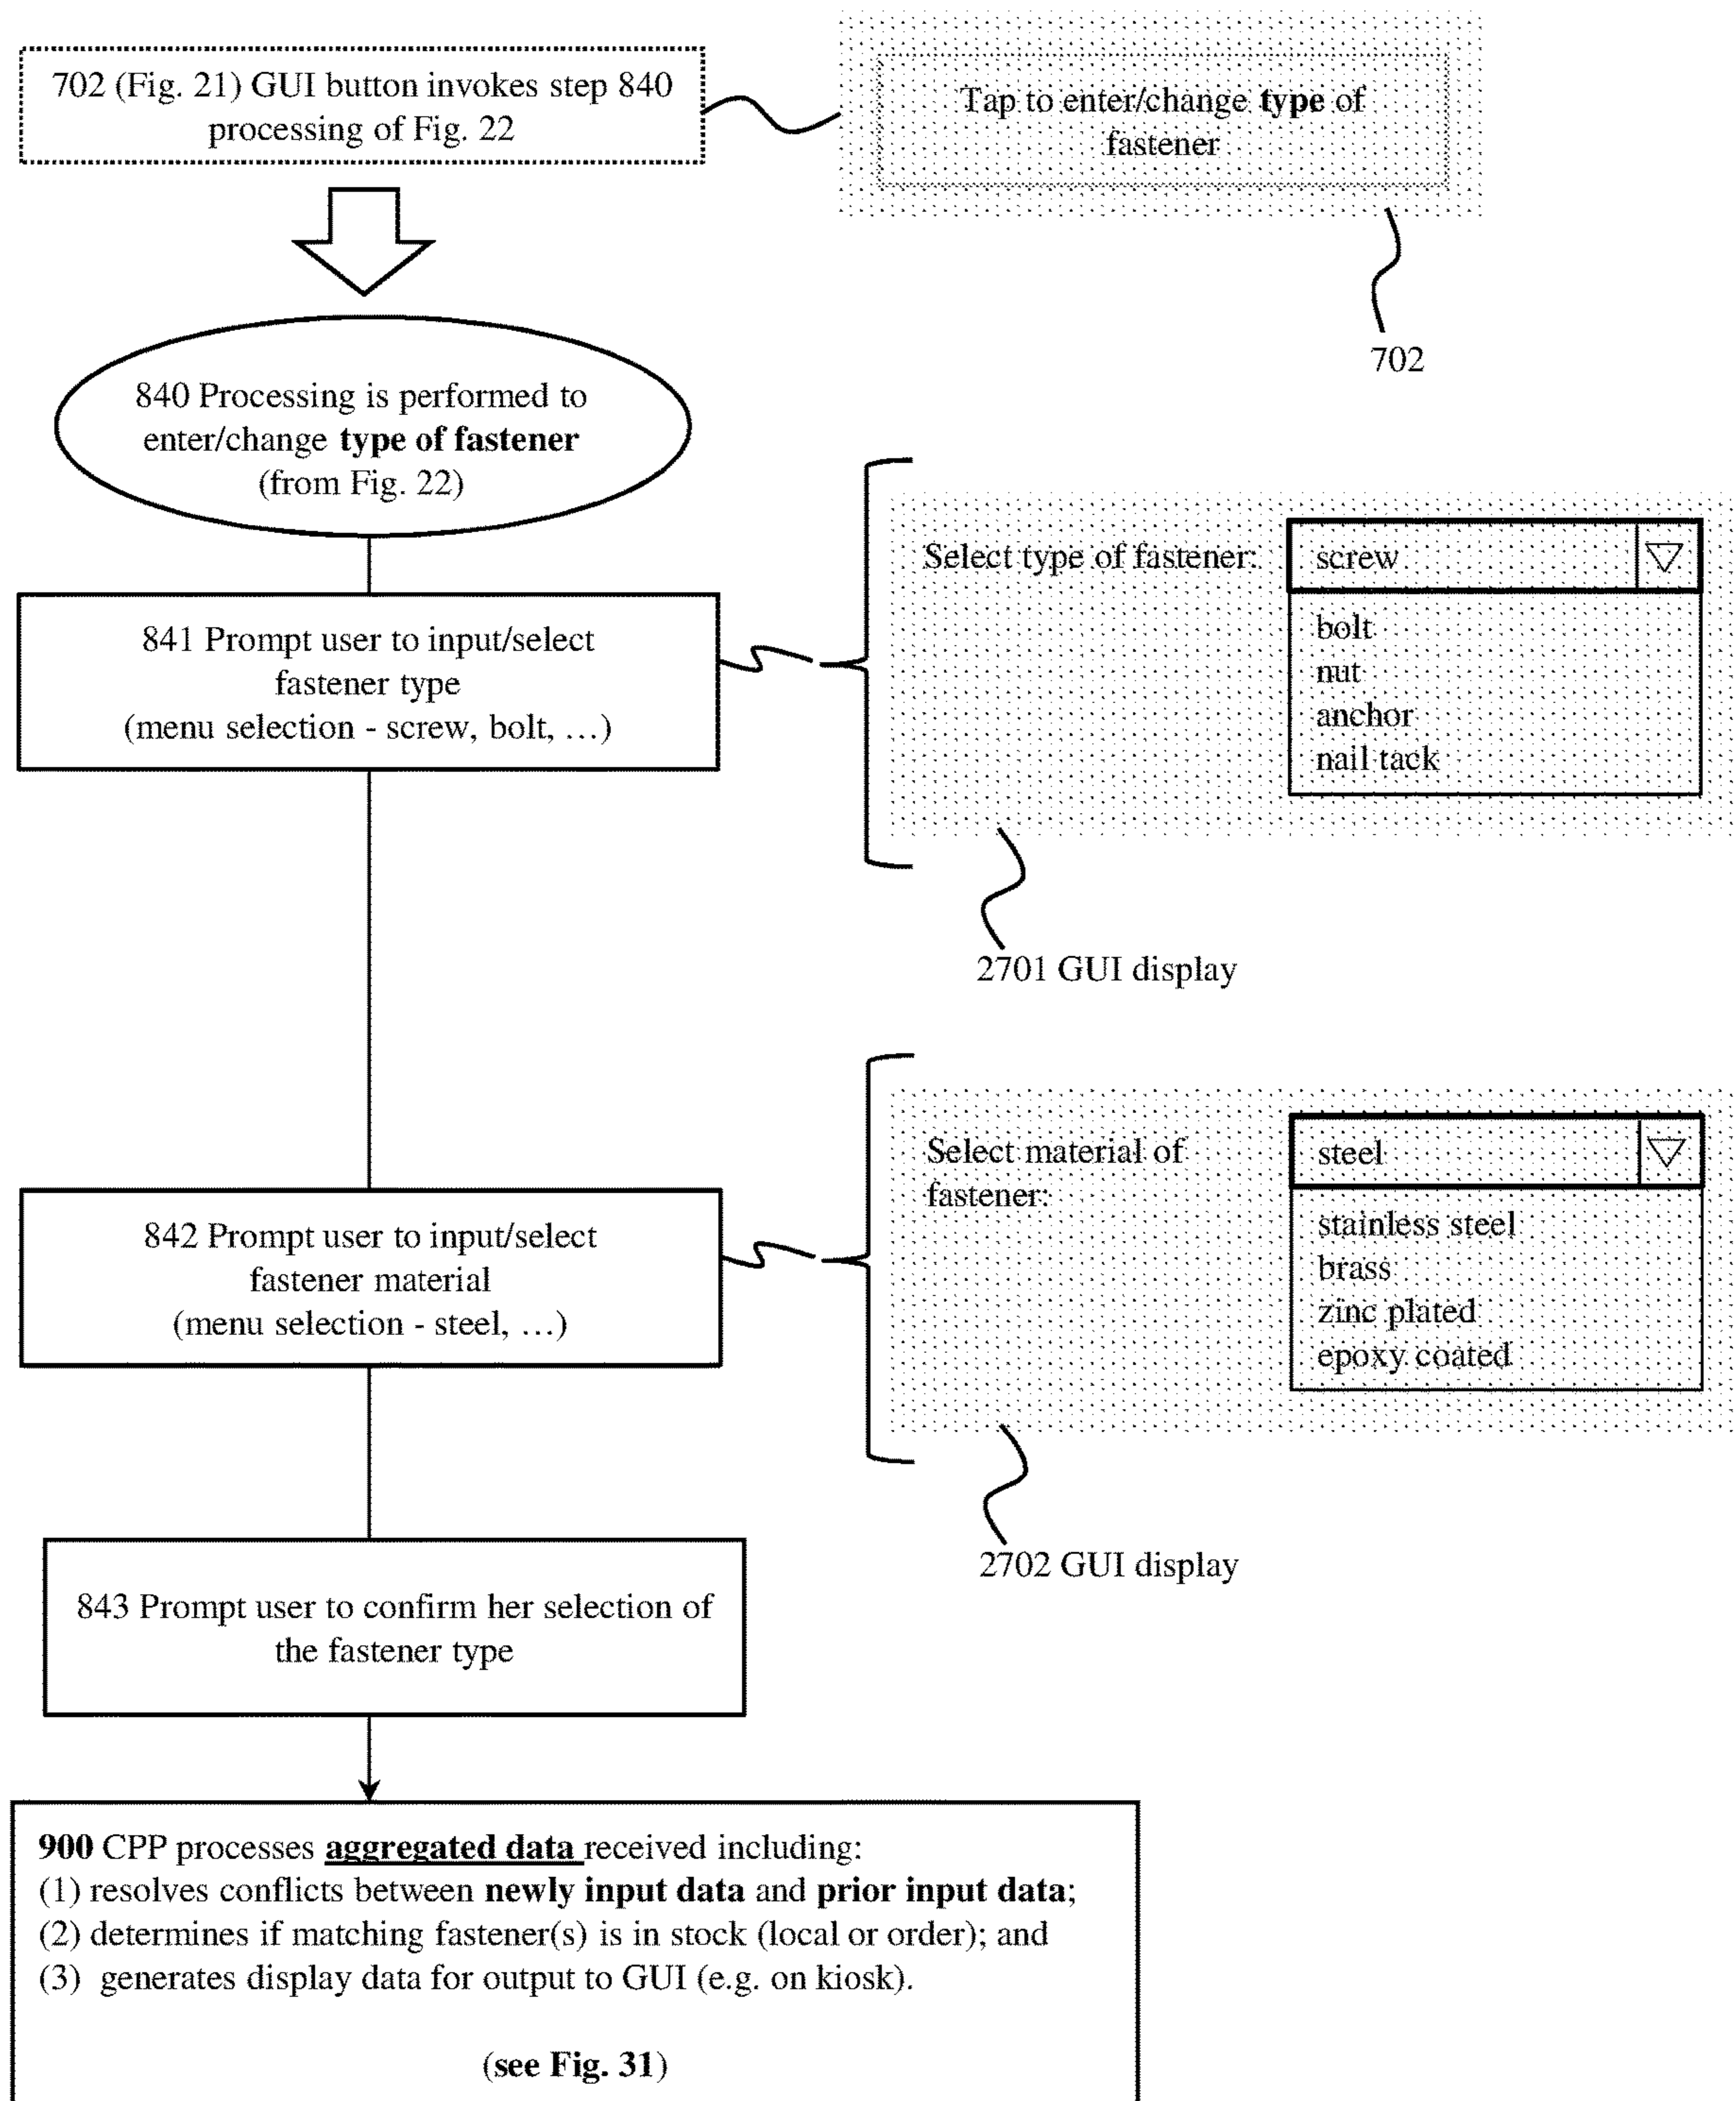 702 (Fig. 21) GUI button invokes step 840
processing of Fig. 22
Tap to enter/change type of
fastener
702
840 Processing is performed to
enter/change type of fastener
(from Fig. 22)
841 Prompt user to input/select
fastener type
(menu selection - screw, bolt, …)
Select type of fastener:
screw
bolt
nut
anchor
nail tack
2701 GUI display
842 Prompt user to input/select
fastener material
(menu selection - steel, …)
Select material of
fastener:
steel
stainless steel
brass
zinc plated
epoxy coated
2702 GUI display
843 Prompt user to confirm her selection of
the fastener type
900 CPP processes aggregated data received including:
(1) resolves conflicts between newly input data and prior input data;
(2) determines if matching fastener(s) is in stock (local or order); and
(3) generates display data for output to GUI (e.g. on kiosk).
(see Fig. 31)